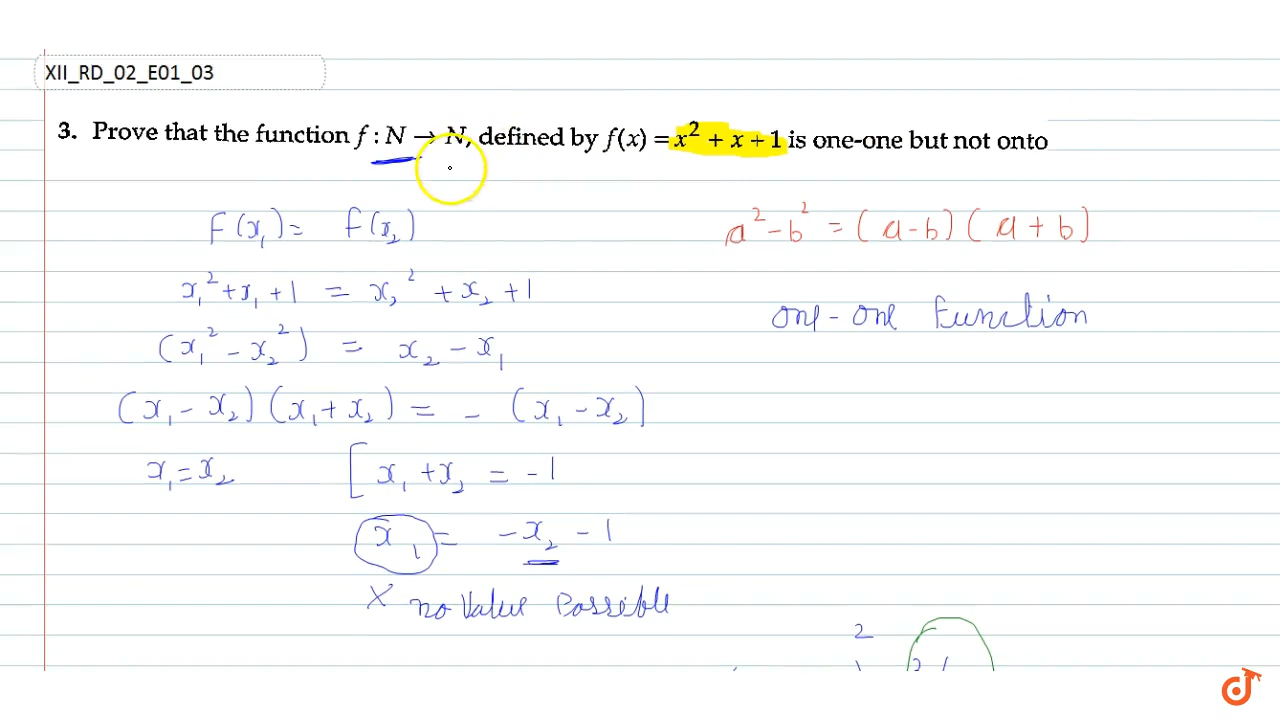 XII_RD_02_E01_03
3. Prove that the function f : N → N, defined by f(x) = x² + x + 1 is one-one but not onto
F(x₁) = f(x₂)
a² - b² = (a - b) (a + b)
x₁² + x₁ + 1 = x₂² + x₂ + 1
one - one Function
(x₁² - x₂²) = x₂ - x₁
(x₁ - x₂) (x₁ + x₂) = - (x₁ - x₂)
x₁ = x₂ [ x₁ + x₂ = - 1
x₁ = - x₂ - 1
X no Value Possible
2